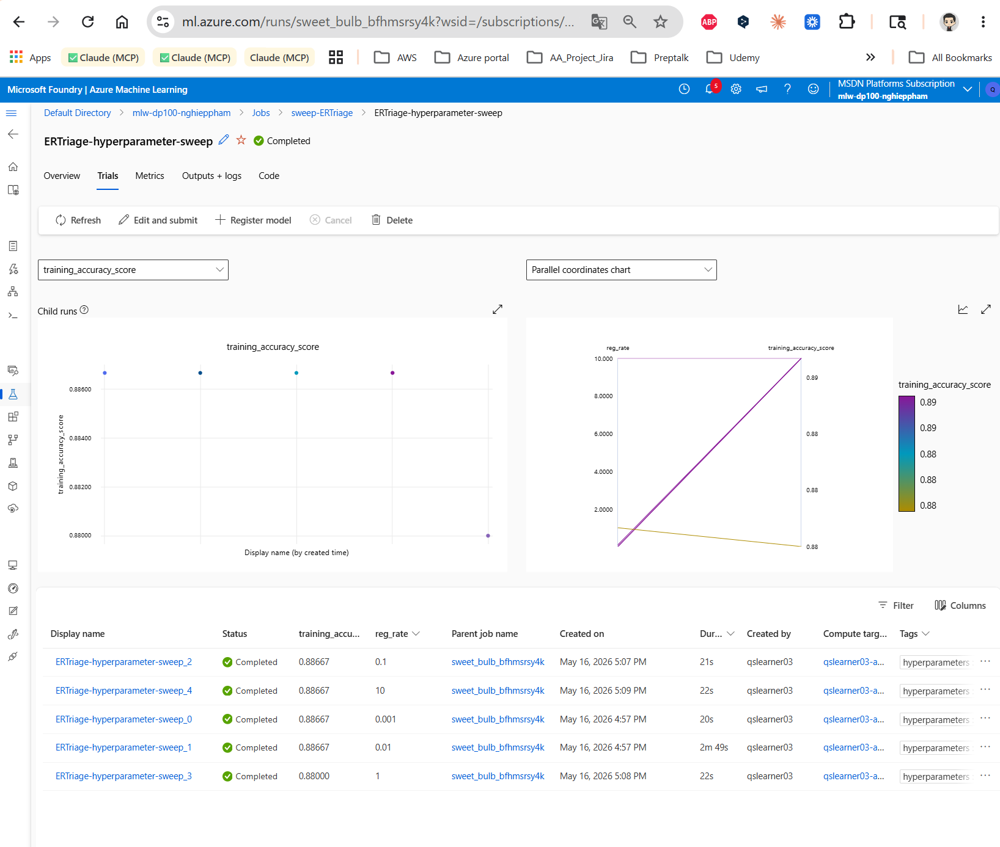 ml.azure.com/runs/sweet_bulb_bfhmsrsy4k?wsid=/subscriptions/...
ABP
Apps
Claude (MCP)
Claude (MCP)
Claude (MCP)
AWS
Azure portal
AA_Project_Jira
Preptalk
Udemy
All Bookmarks
Microsoft Foundry | Azure Machine Learning
5
MSDN Platforms Subscription
mlw-dp100-nghieppham
Q
Default Directory > mlw-dp100-nghieppham > Jobs > sweep-ERTriage > ERTriage-hyperparameter-sweep
ERTriage-hyperparameter-sweep
Completed
Overview Trials Metrics Outputs + logs Code
Refresh Edit and submit Register model Cancel Delete
training_accuracy_score
Parallel coordinates chart
Child runs
training_accuracy_score
0.88600
0.88400
0.88200
0.88000
training_accuracy_score
Display name (by created time)
reg_rate
training_accuracy_score
10.000
8.0000
6.0000
4.0000
2.0000
0.89
0.88
0.88
0.88
training_accuracy_score
0.89
0.89
0.88
0.88
0.88
Filter Columns
Display name Status training_accu... reg_rate Parent job name Created on Dur... Created by Compute targ... Tags
ERTriage-hyperparameter-sweep_2 Completed 0.88667 0.1 sweet_bulb_bfhmsrsy4k May 16, 2026 5:07 PM 21s qslearner03 qslearner03-a... hyperparameters ...
ERTriage-hyperparameter-sweep_4 Completed 0.88667 10 sweet_bulb_bfhmsrsy4k May 16, 2026 5:09 PM 22s qslearner03 qslearner03-a... hyperparameters ...
ERTriage-hyperparameter-sweep_0 Completed 0.88667 0.001 sweet_bulb_bfhmsrsy4k May 16, 2026 4:57 PM 20s qslearner03 qslearner03-a... hyperparameters ...
ERTriage-hyperparameter-sweep_1 Completed 0.88667 0.01 sweet_bulb_bfhmsrsy4k May 16, 2026 4:57 PM 2m 49s qslearner03 qslearner03-a... hyperparameters ...
ERTriage-hyperparameter-sweep_3 Completed 0.88000 1 sweet_bulb_bfhmsrsy4k May 16, 2026 5:08 PM 22s qslearner03 qslearner03-a... hyperparameters ...